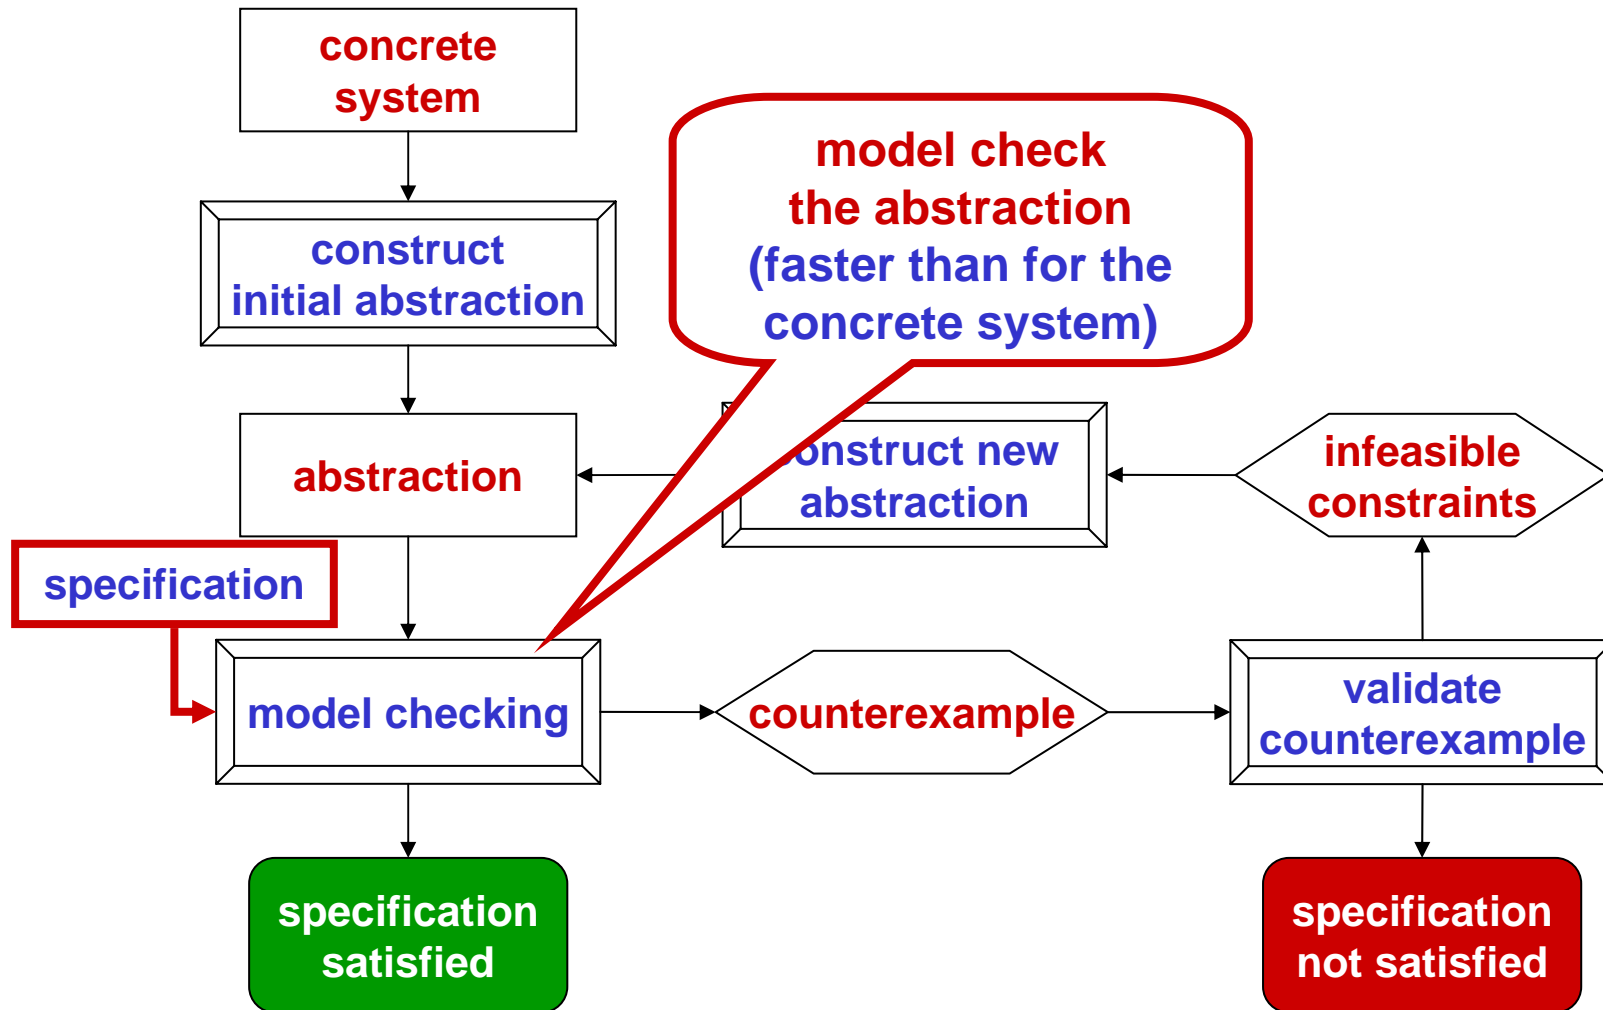 concrete
system
model check
the abstraction
(faster than for the
concrete system)
construct
initial abstraction
abstraction
construct new
abstraction
infeasible
constraints
specification
model checking
counterexample
validate
counterexample
specification
satisfied
specification
not satisfied